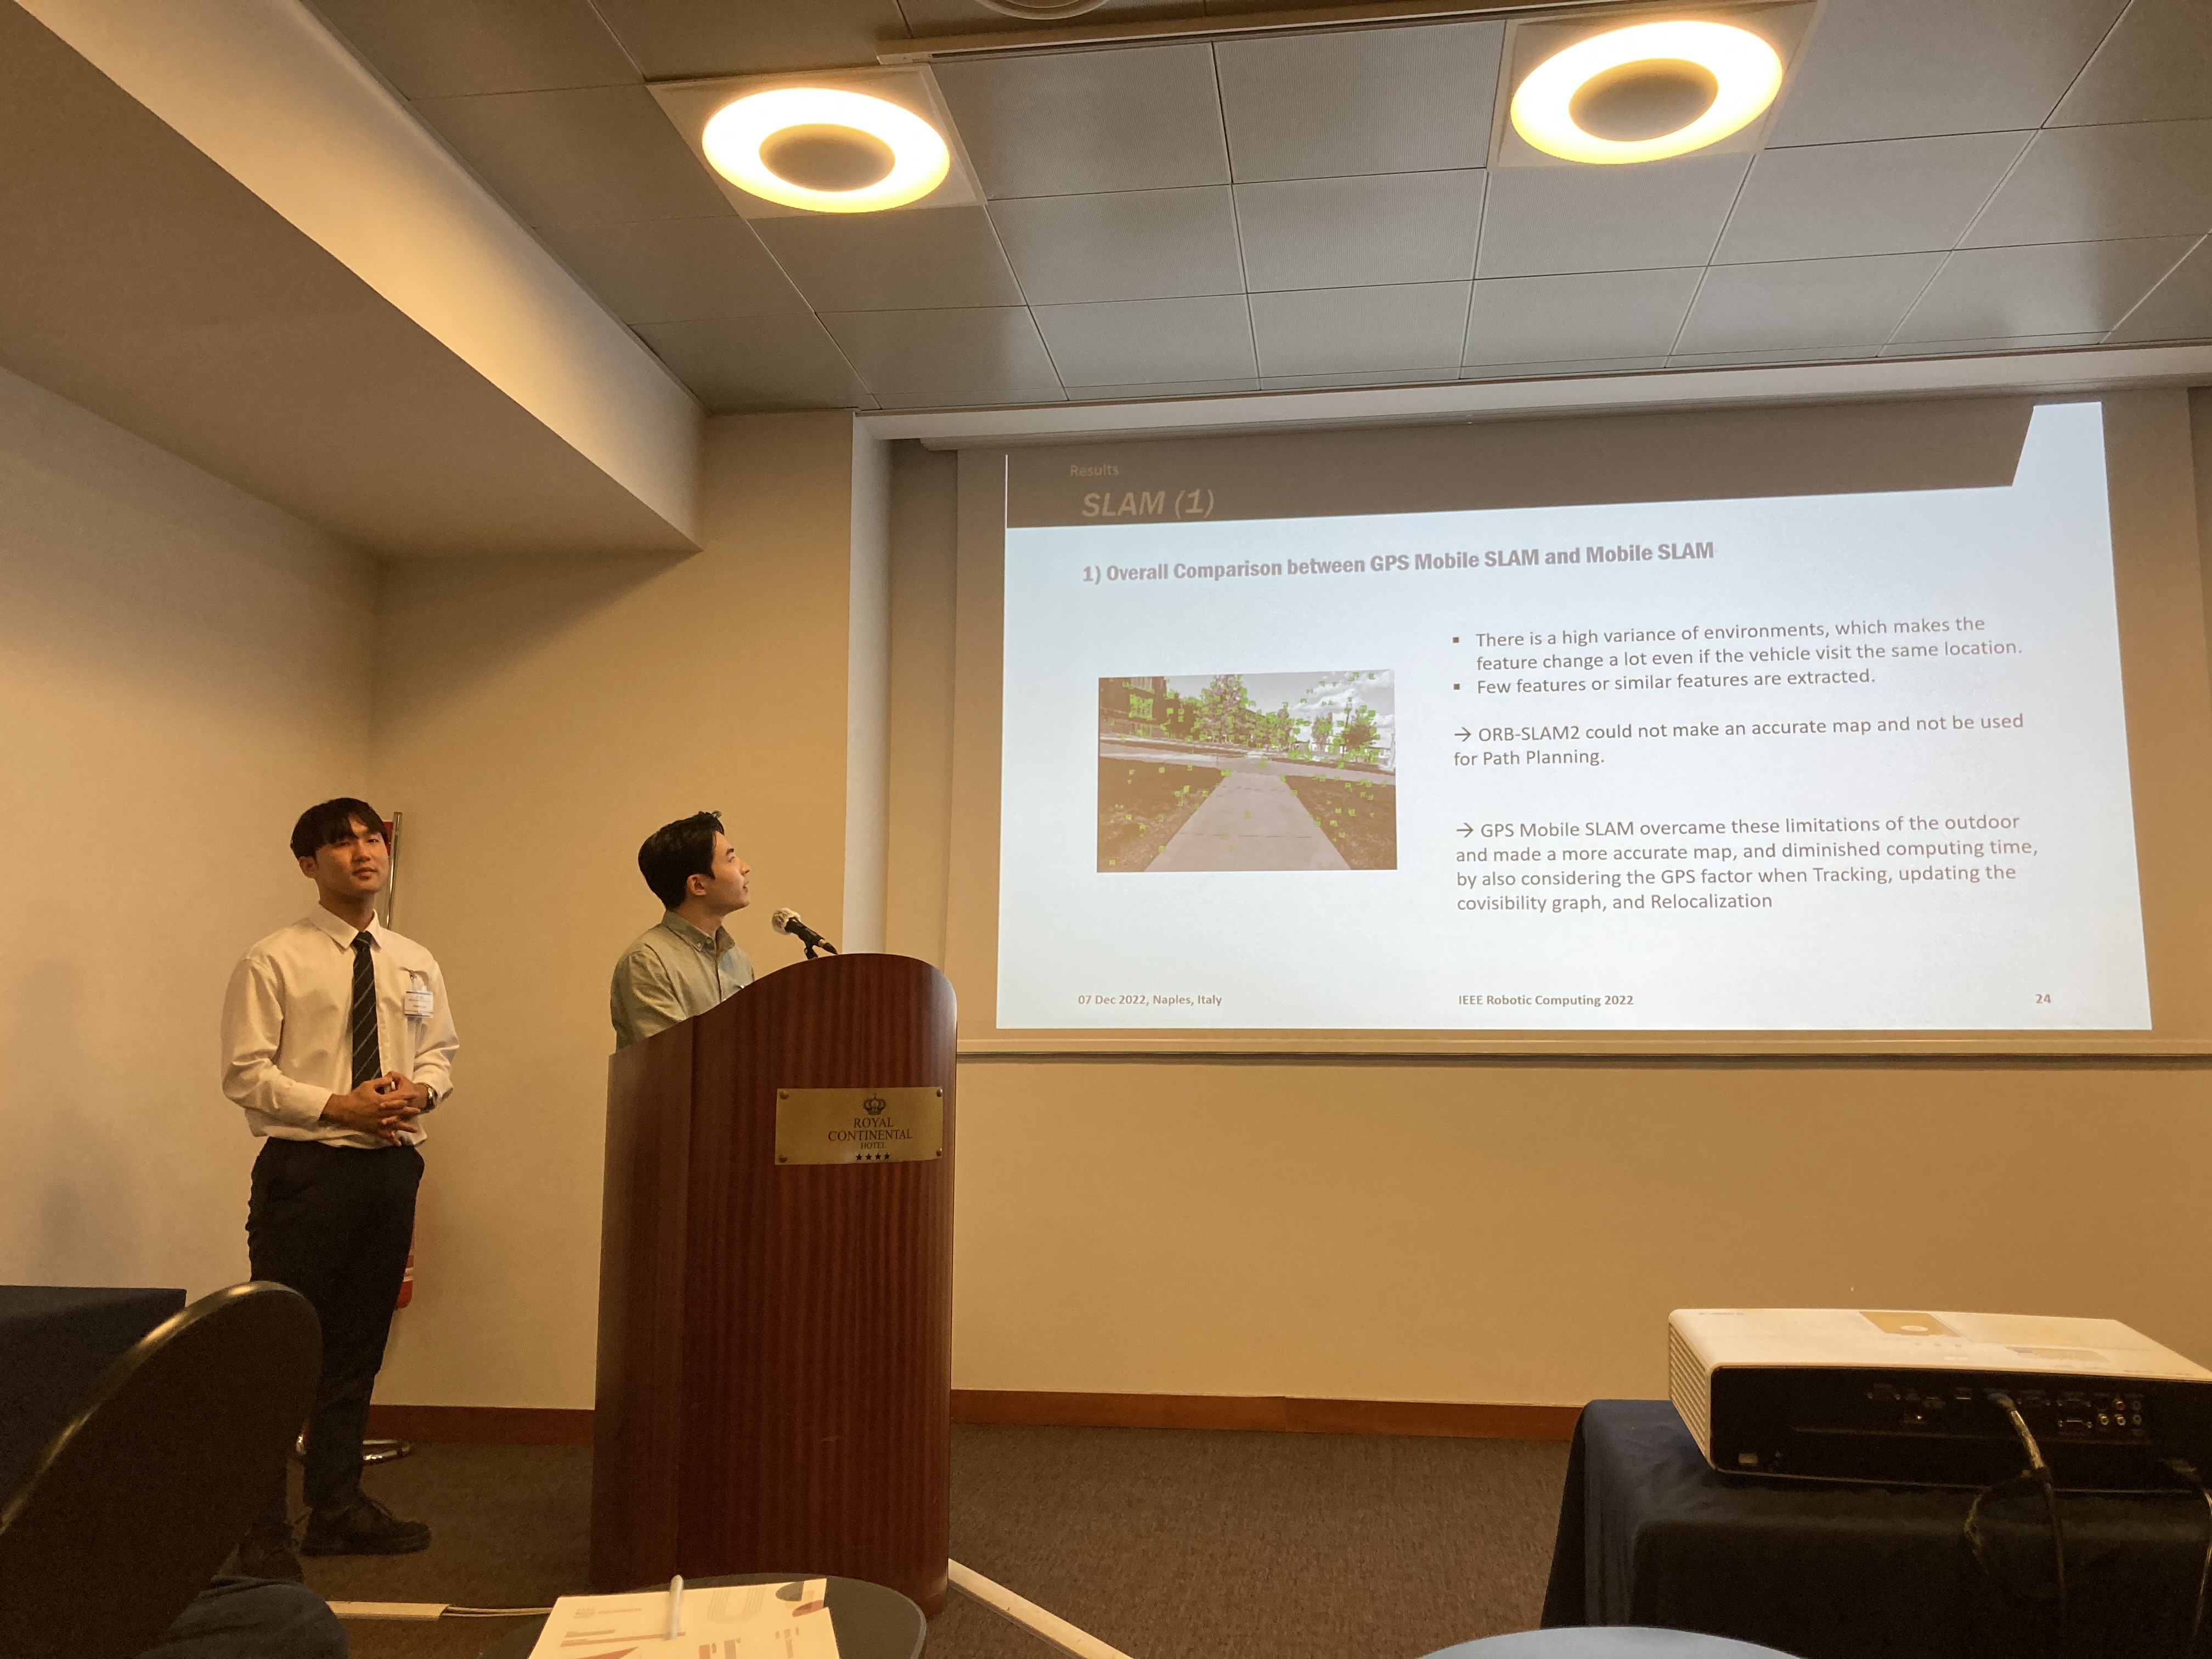 Results
SLAM (1)
1) Overall Comparison between GPS Mobile SLAM and Mobile SLAM
▪ There is a high variance of environments, which makes the
feature change a lot even if the vehicle visit the same location.
▪ Few features or similar features are extracted.
→ ORB-SLAM2 could not make an accurate map and not be used
for Path Planning.
→ GPS Mobile SLAM overcame these limitations of the outdoor
and made a more accurate map, and diminished computing time,
by also considering the GPS factor when Tracking, updating the
covisibility graph, and Relocalization
07 Dec 2022, Naples, Italy
IEEE Robotic Computing 2022
24
ROYAL
CONTINENTAL
HOTEL
★★★★